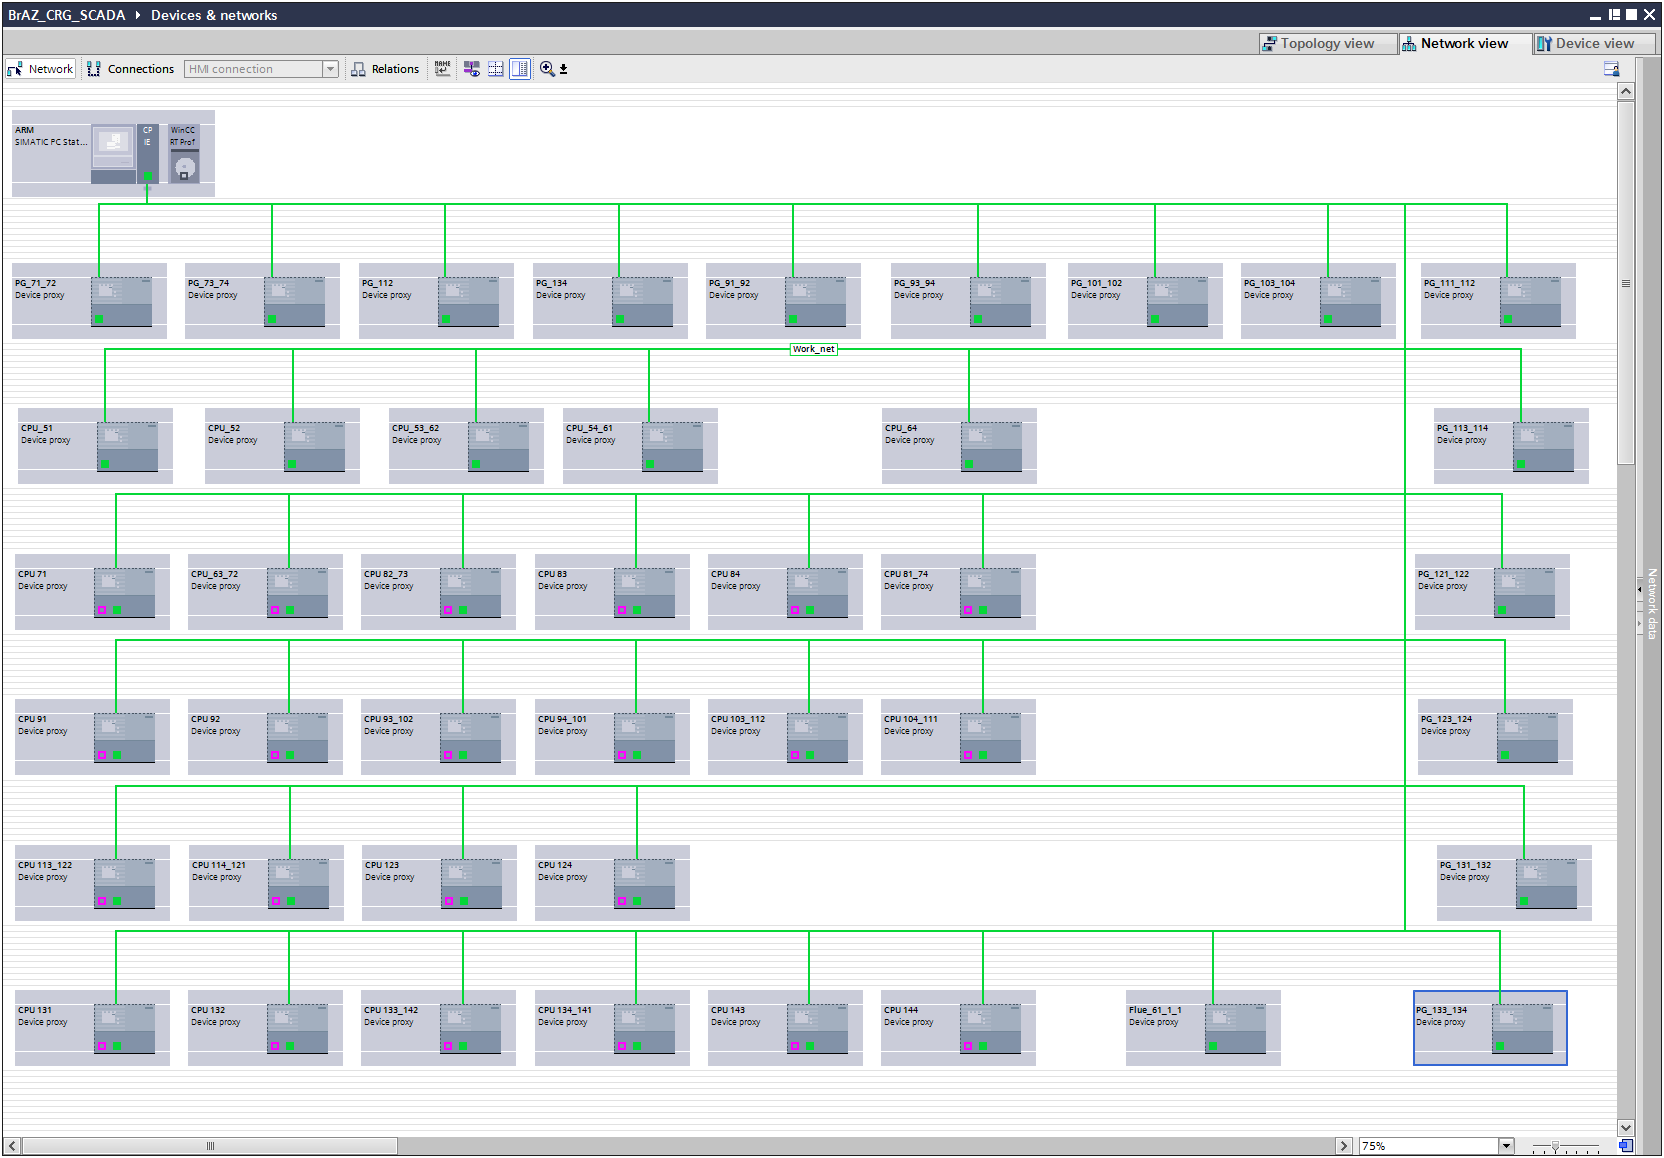 BrAZ_CRG_SCADA ▸ Devices & networks
Topology view
Network view
Device view
Network
Connections
HMI connection
Relations
NAME
ARM
SIMATIC PC Stat...
CP
IE
WinCC
RT Prof
PG_71_72
Device proxy
PG_73_74
Device proxy
PG_112
Device proxy
PG_134
Device proxy
PG_91_92
Device proxy
PG_93_94
Device proxy
PG_101_102
Device proxy
PG_103_104
Device proxy
PG_111_112
Device proxy
Work_net
CPU_51
Device proxy
CPU_52
Device proxy
CPU_53_62
Device proxy
CPU_54_61
Device proxy
CPU_64
Device proxy
PG_113_114
Device proxy
CPU 71
Device proxy
CPU_63_72
Device proxy
CPU 82_73
Device proxy
CPU 83
Device proxy
CPU 84
Device proxy
CPU 81_74
Device proxy
PG_121_122
Device proxy
Network data
CPU 91
Device proxy
CPU 92
Device proxy
CPU 93_102
Device proxy
CPU 94_101
Device proxy
CPU 103_112
Device proxy
CPU 104_111
Device proxy
PG_123_124
Device proxy
CPU 113_122
Device proxy
CPU 114_121
Device proxy
CPU 123
Device proxy
CPU 124
Device proxy
PG_131_132
Device proxy
CPU 131
Device proxy
CPU 132
Device proxy
CPU 133_142
Device proxy
CPU 134_141
Device proxy
CPU 143
Device proxy
CPU 144
Device proxy
Flue_61_1_1
Device proxy
PG_133_134
Device proxy
75%